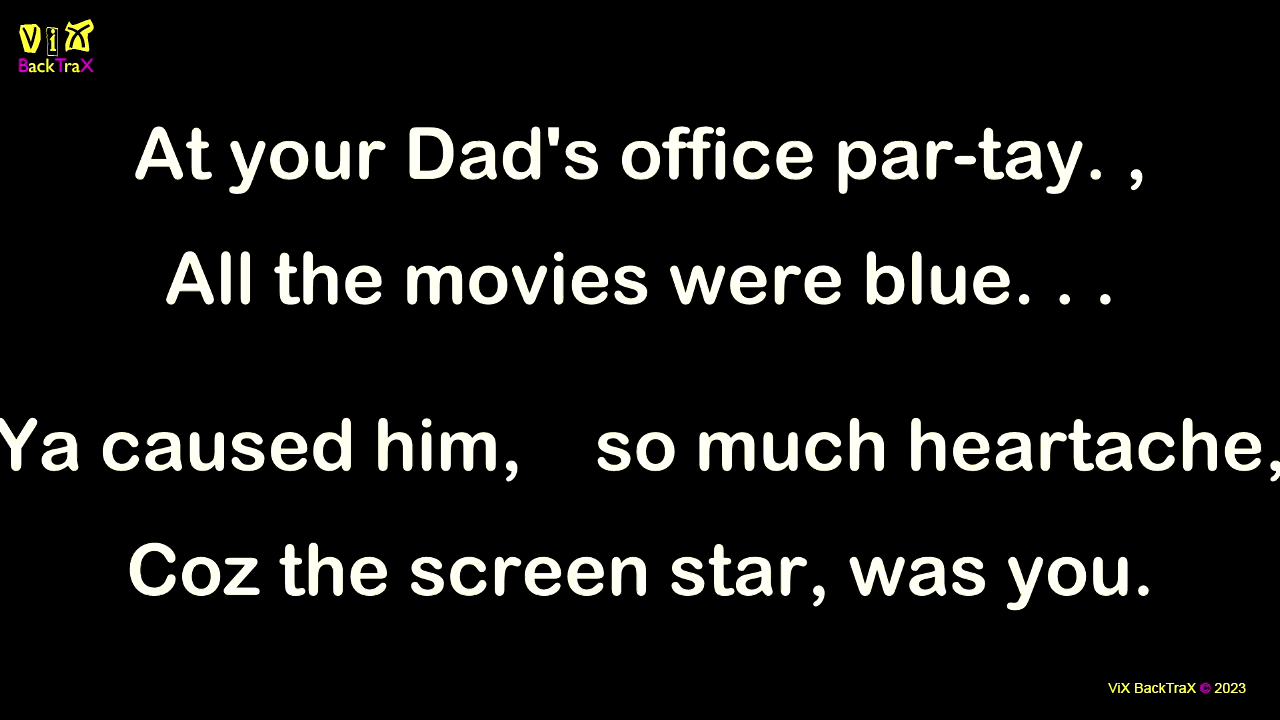 ViX
BackTraX
At your Dad's office par-tay. ,
All the movies were blue. . .
Ya caused him, so much heartache,
Coz the screen star, was you.
ViX BackTraX © 2023